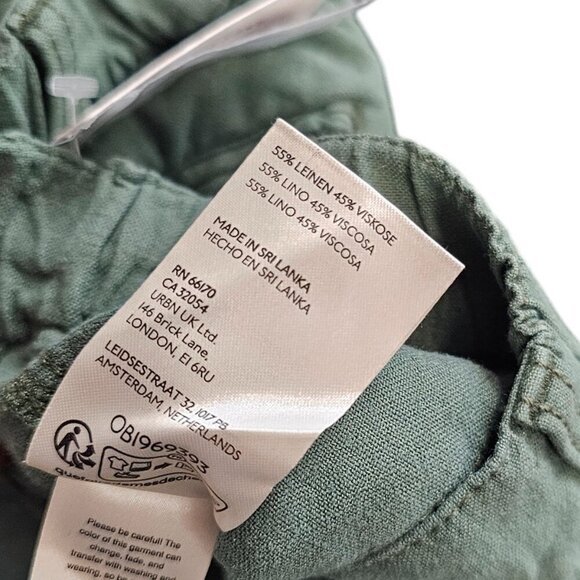 55% LEINEN 45% VISKOSE
55% LINO 45% VISCOSA
55% LINO 45% VISCOSA
MADE IN SRI LANKA
HECHO EN SRI LANKA
RN 66170
CA 32054
URBN UK Ltd.
146 Brick Lane,
LONDON, E1 6RU
LEIDSESTRAAT 32, 1017 PB
AMSTERDAM, NETHERLANDS
OB1969393
Please be careful! The
color of this garment can
change, fade, and
transfer with washing and
wearing, so be